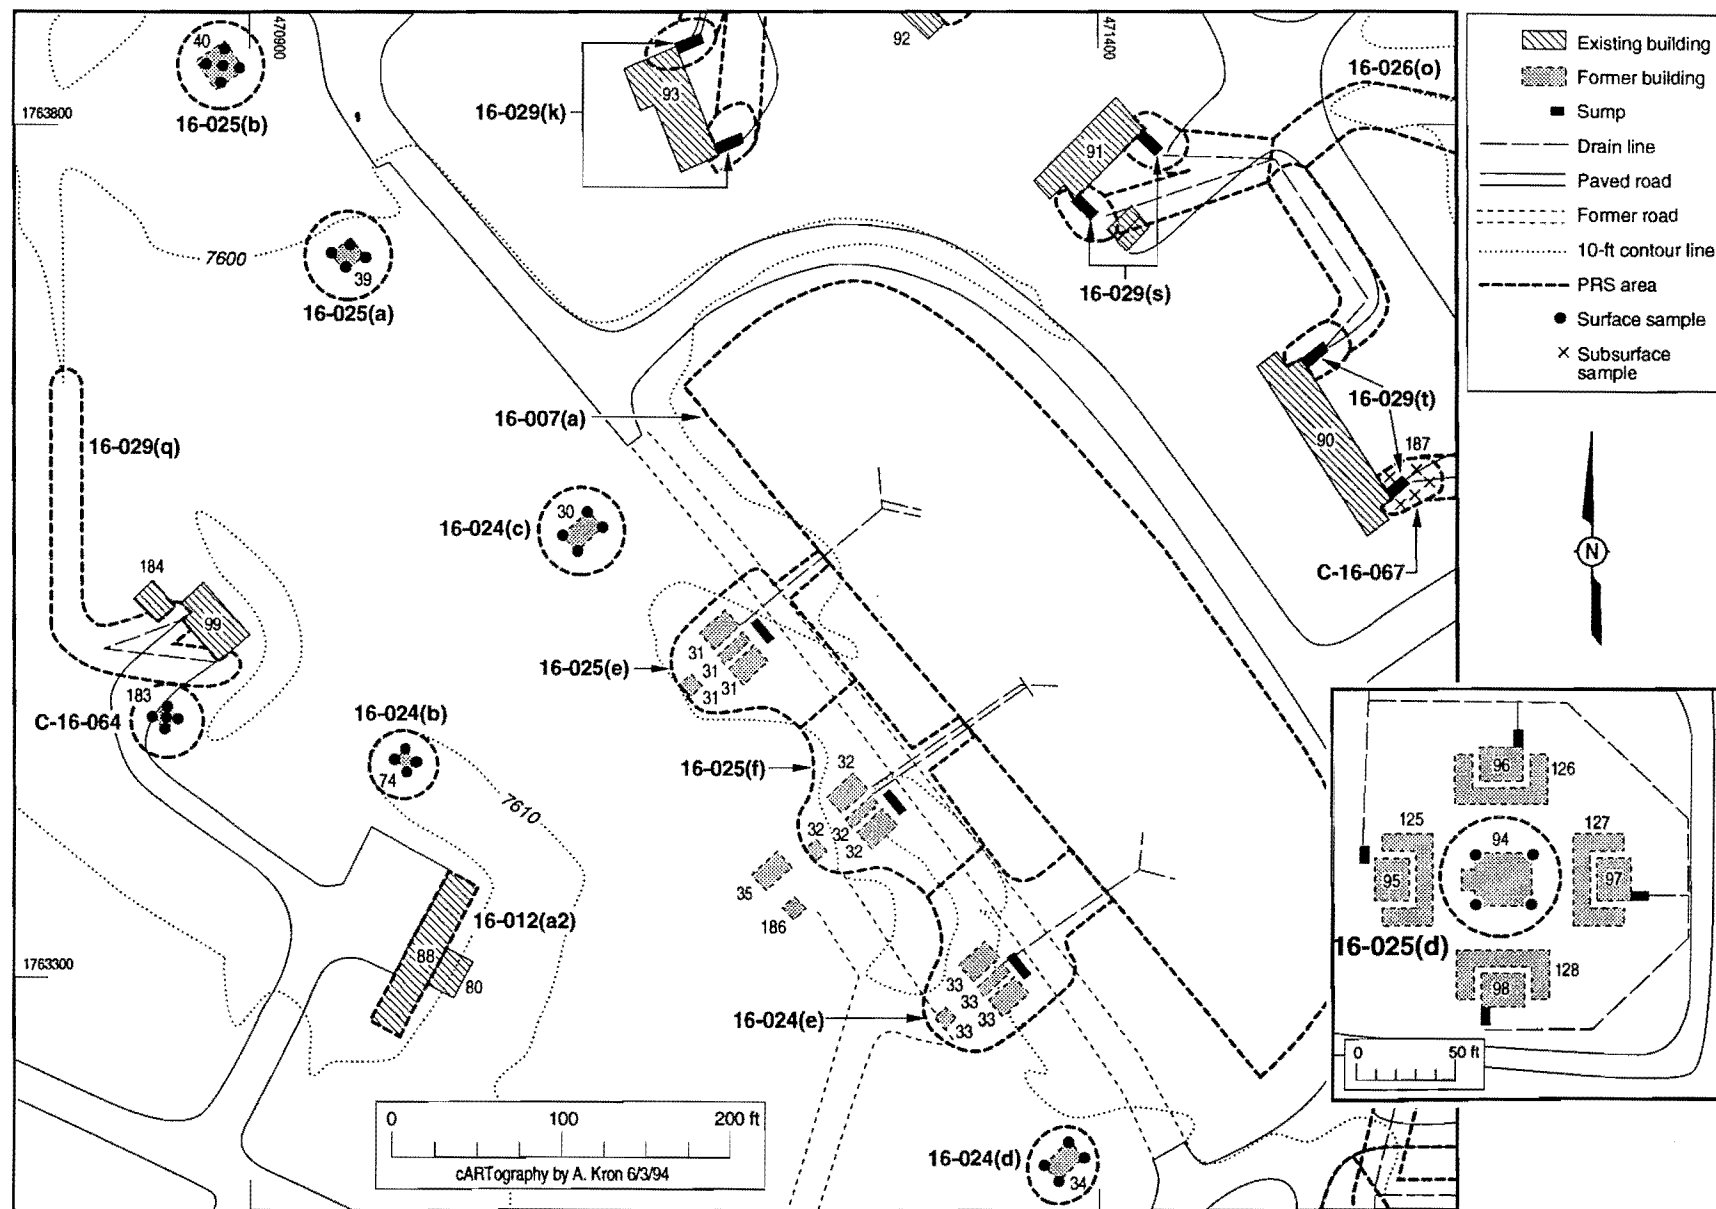 40
470900
93
92
471400
16-026(o)
Existing building
Former building
Sump
Drain line
Paved road
Former road
10-ft contour line
PRS area
Surface sample
Subsurface
sample
1763800
16-025(b)
16-029(k)
91
7600
39
16-025(a)
16-029(s)
16-029(t)
16-007(a)
90
187
16-029(q)
30
16-024(c)
N
C-16-067
184
99
16-025(e)
31
31
31
31
183
C-16-064
16-024(b)
74
16-025(f)
32
32
32
32
7610
35
186
16-012(a2)
88
80
1763300
33
33
33
33
16-024(e)
96
126
125
94
127
95
97
16-025(d)
98
128
0
50 ft
0
100
200 ft
cARTography by A. Kron 6/3/94
16-024(d)
34